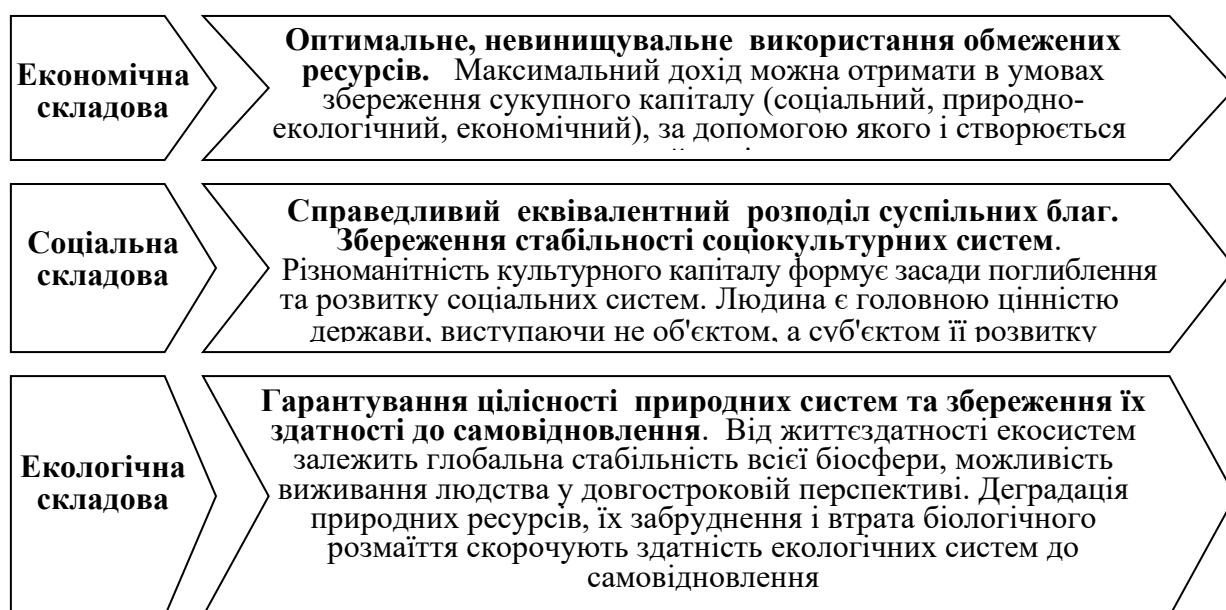 Економічна
складова
Оптимальне, невинищувальне використання обмежених
ресурсів. Максимальний дохід можна отримати в умовах
збереження сукупного капіталу (соціальний, природно-
екологічний, економічний), за допомогою якого і створюється
Соціальна
складова
Справедливий еквівалентний розподіл суспільних благ.
Збереження стабільності соціокультурних систем.
Різноманітність культурного капіталу формує засади поглиблення
та розвитку соціальних систем. Людина є головною цінністю
держави, виступаючи не об'єктом, а суб'єктом її розвитку
Екологічна
складова
Гарантування цілісності природних систем та збереження їх
здатності до самовідновлення. Від життєздатності екосистем
залежить глобальна стабільність всієї біосфери, можливість
виживання людства у довгостроковій перспективі. Деградація
природних ресурсів, їх забруднення і втрата біологічного
розмаїття скорочують здатність екологічних систем до
самовідновлення